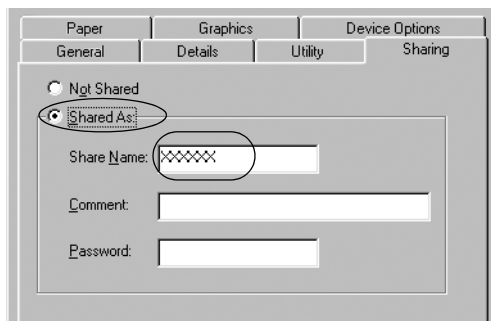 Paper Graphics Device Options
General Details Utility Sharing
Not Shared
Shared As:
Share Name: XXXXXX
Comment:
Password: